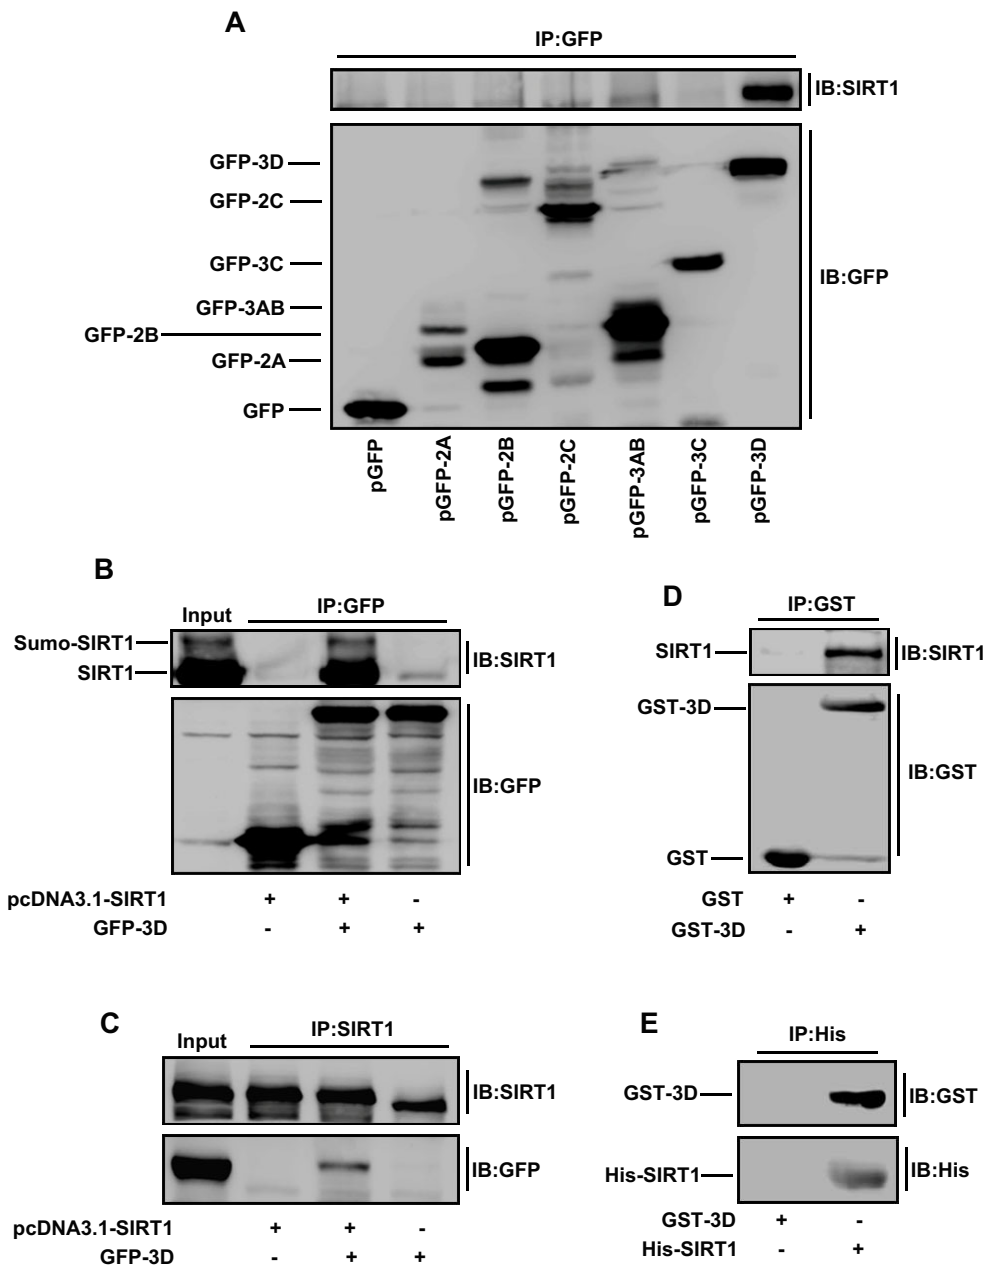 A
IP:GFP
IB:SIRT1
GFP-3D
GFP-2C
GFP-3C
GFP-3AB
GFP-2B
GFP-2A
GFP
IB:GFP
pGFP
pGFP-2A
pGFP-2B
pGFP-2C
pGFP-3AB
pGFP-3C
pGFP-3D
B
Input IP:GFP
Sumo-SIRT1
SIRT1
IB:SIRT1
IB:GFP
pcDNA3.1-SIRT1 + + -
GFP-3D - + +
D
IP:GST
SIRT1 IB:SIRT1
GST-3D
IB:GST
GST
GST + -
GST-3D - +
C
Input IP:SIRT1
IB:SIRT1
IB:GFP
pcDNA3.1-SIRT1 + + -
GFP-3D - + +
E
IP:His
GST-3D IB:GST
His-SIRT1 IB:His
GST-3D + -
His-SIRT1 - +